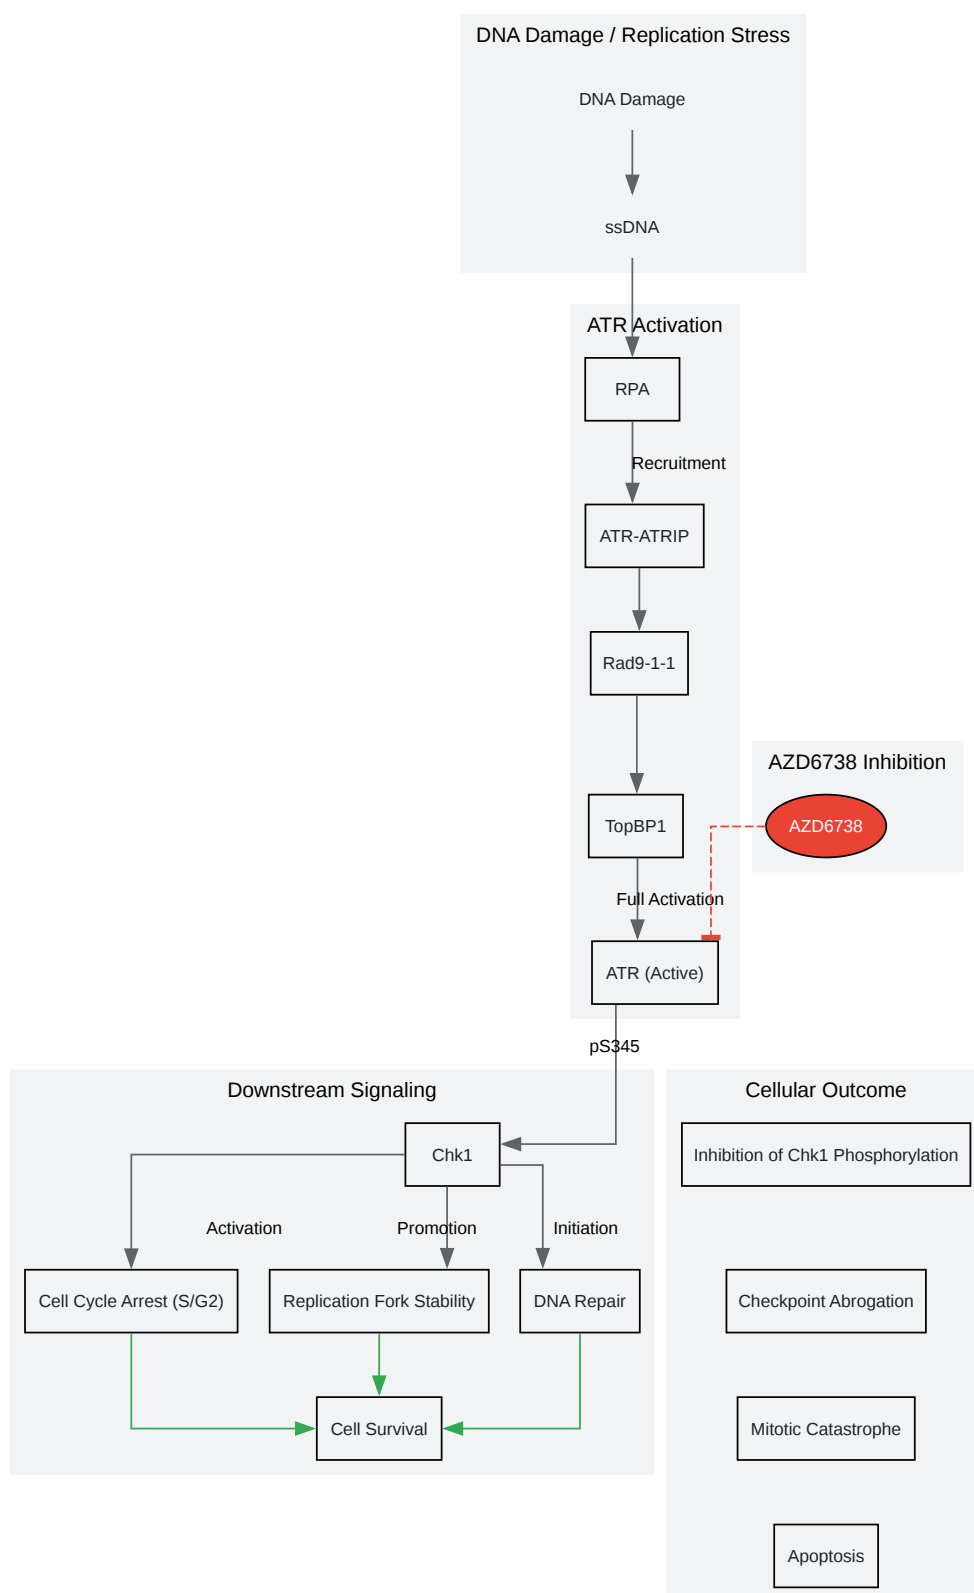 DNA Damage / Replication Stress
DNA Damage
ssDNA
ATR Activation
RPA
Recruitment
ATR-ATRIP
Rad9-1-1
AZD6738 Inhibition
TopBP1
AZD6738
Full Activation
ATR (Active)
pS345
Downstream Signaling
Chk1
Activation
Promotion
Initiation
Cell Cycle Arrest (S/G2)
Replication Fork Stability
DNA Repair
Cell Survival
Cellular Outcome
Inhibition of Chk1 Phosphorylation
Checkpoint Abrogation
Mitotic Catastrophe
Apoptosis